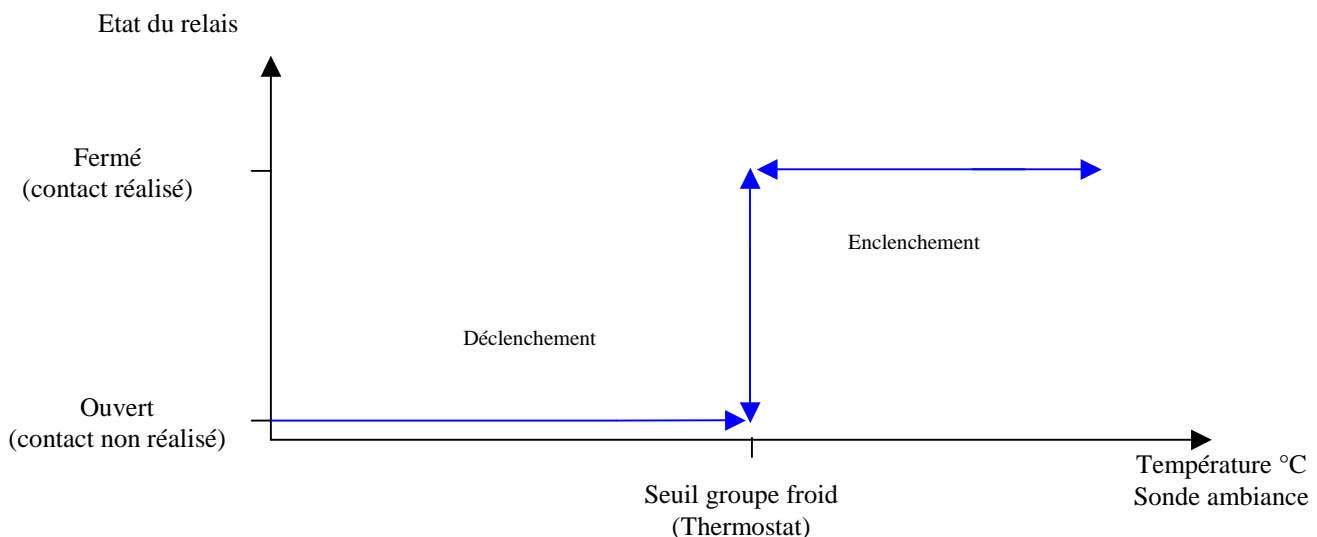 Etat du relais
Fermé
(contact réalisé)
Enclenchement
Déclenchement
Ouvert
(contact non réalisé)
Température °C
Sonde ambiance
Seuil groupe froid
(Thermostat)